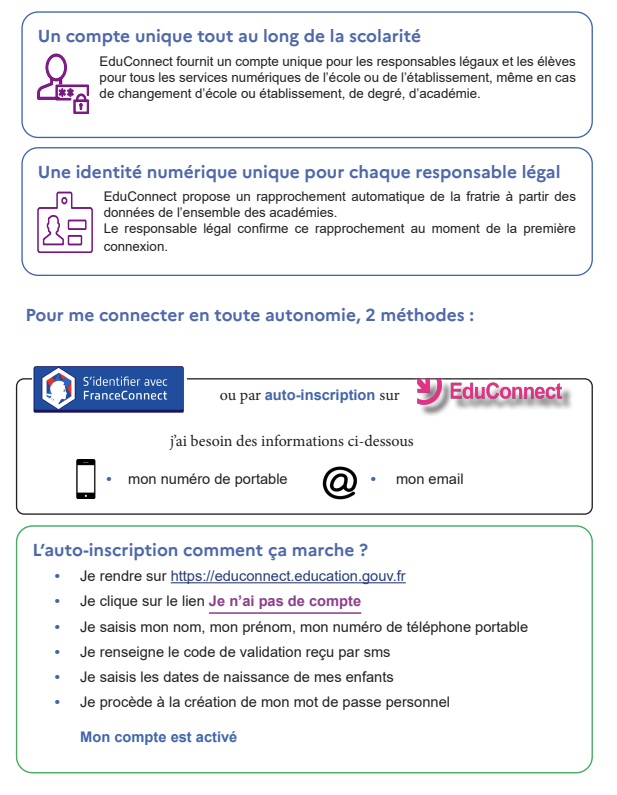 Un compte unique tout au long de la scolarité
EduConnect fournit un compte unique pour les responsables légaux et les élèves
pour tous les services numériques de l'école ou de l'établissement, même en cas
de changement d'école ou établissement, de degré, d'académie.
**
Une identité numérique unique pour chaque responsable légal
EduConnect propose un rapprochement automatique de la fratrie à partir des
données de l'ensemble des académies.
Le responsable légal confirme ce rapprochement au moment de la première
connexion.
Pour me connecter en toute autonomie, 2 méthodes :
S'identifier avec
FranceConnect
ou par auto-inscription sur
EduConnect
j'ai besoin des informations ci-dessous
• mon numéro de portable
@ • mon email
L'auto-inscription comment ça marche ?
• Je rendre sur https://educonnect.education.gouv.fr
• Je clique sur le lien Je n'ai pas de compte
• Je saisis mon nom, mon prénom, mon numéro de téléphone portable
• Je renseigne le code de validation reçu par sms
• Je saisis les dates de naissance de mes enfants
• Je procède à la création de mon mot de passe personnel
Mon compte est activé